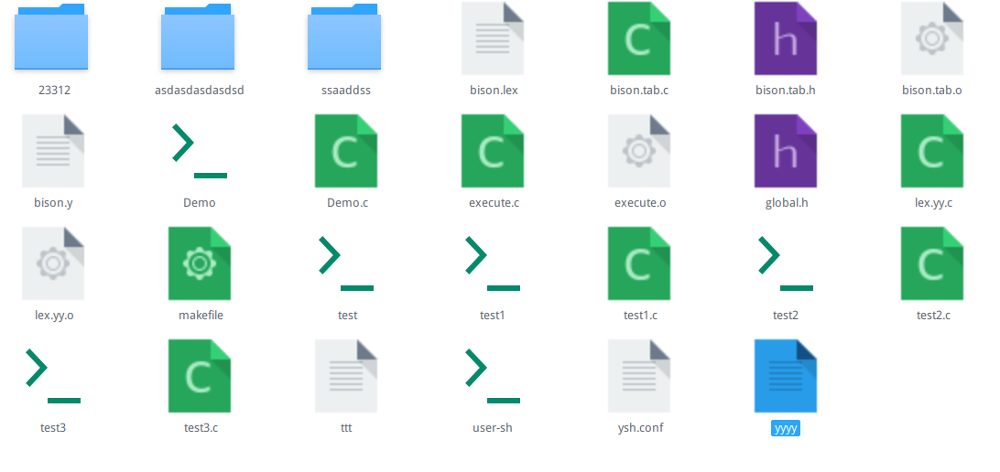 23312
asdasdasdasdsd
ssaaddss
bison.lex
C
bison.tab.c
h
bison.tab.h
bison.tab.o
bison.y
Demo
C
Demo.c
C
execute.c
execute.o
h
global.h
C
lex.yy.c
lex.yy.o
makefile
test
test1
C
test1.c
test2
C
test2.c
test3
C
test3.c
ttt
user-sh
ysh.conf
yyyy